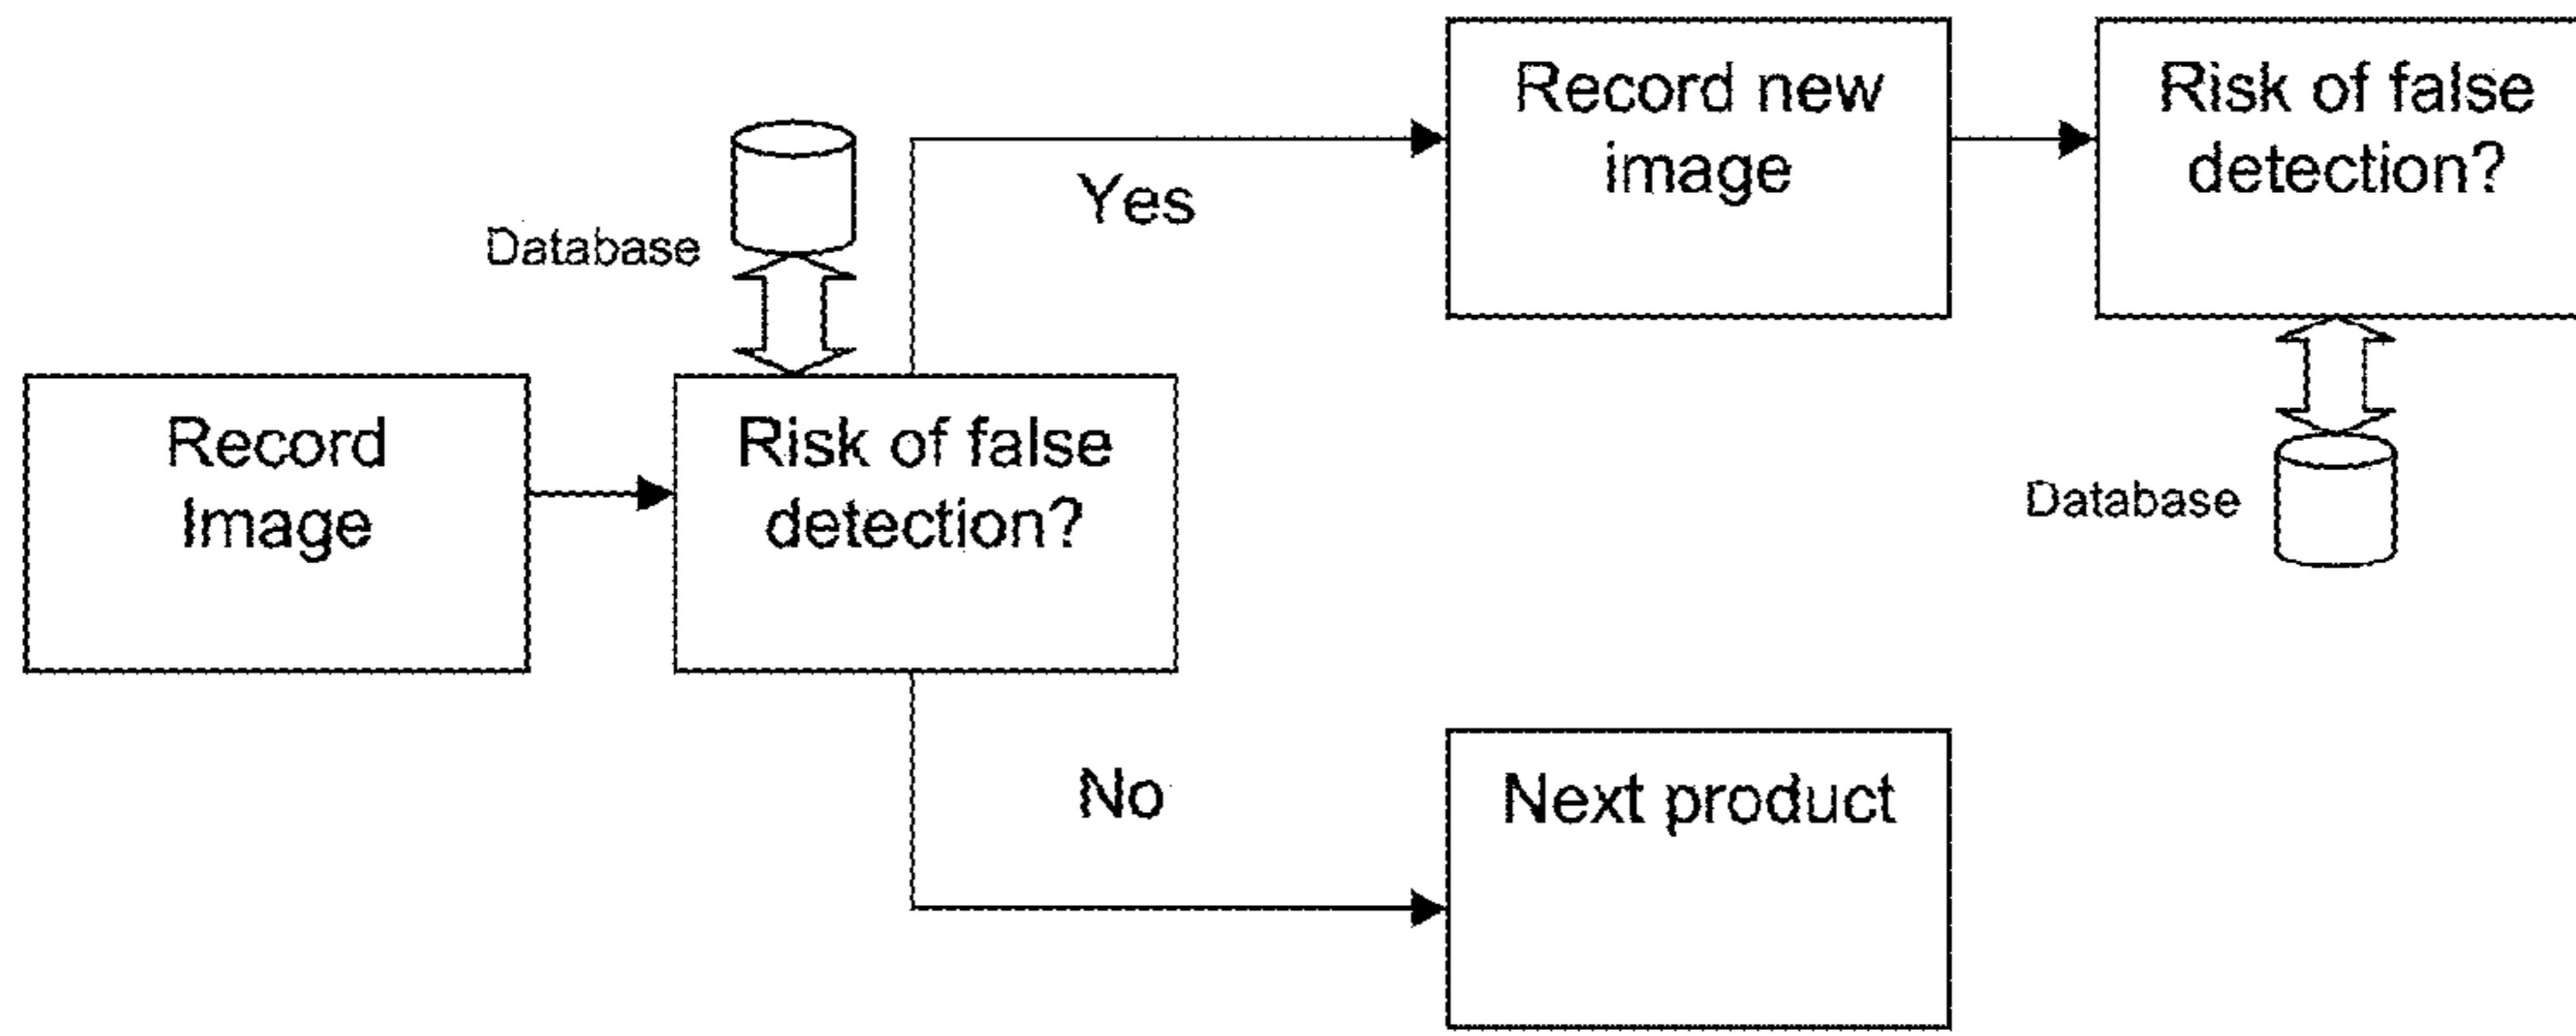 Record new
image
Risk of false
detection?
Yes
Database
Record
Image
Risk of false
detection?
Database
No
Next product